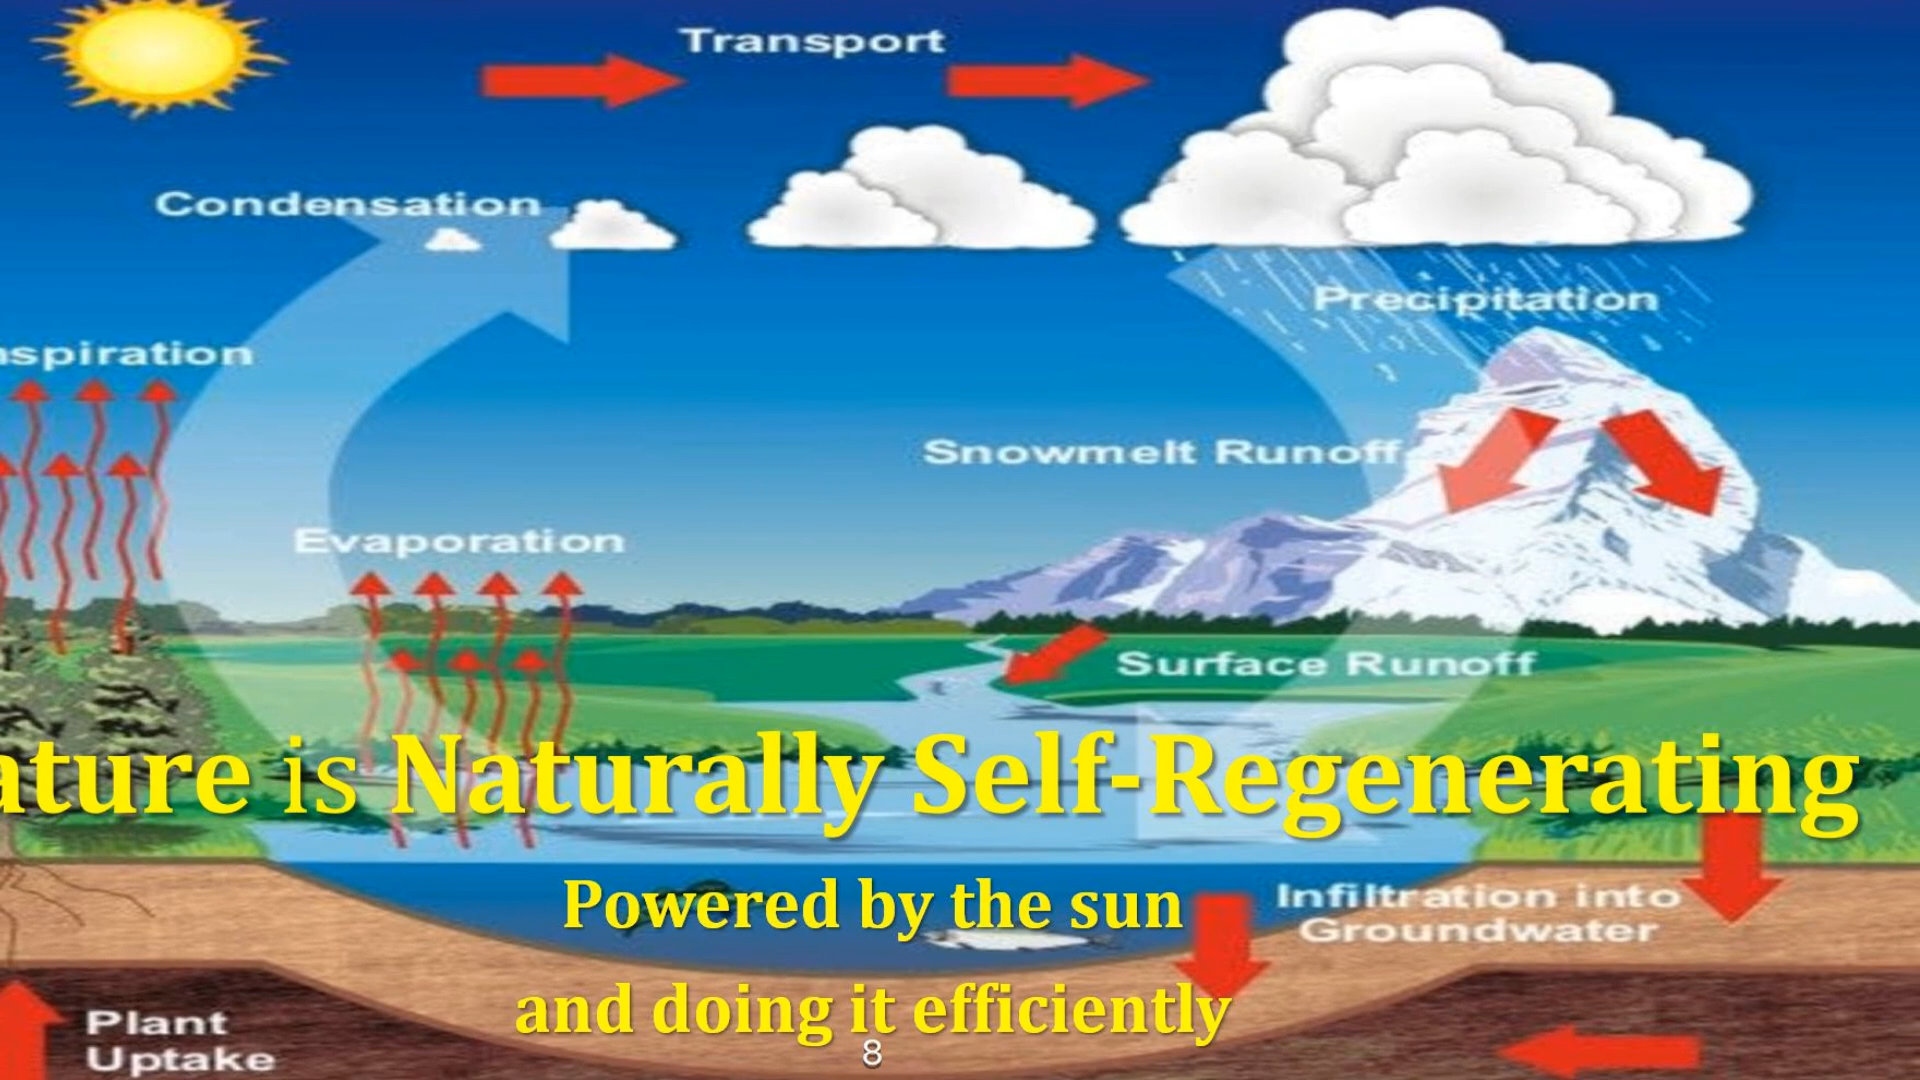 Transport
Condensation
Precipitation
nspiration
Snowmelt Runoff
Evaporation
Surface Runoff
ature is Naturally Self-Regenerating
Powered by the sun
Infiltration into
Groundwater
and doing it efficiently
Plant
Uptake
8